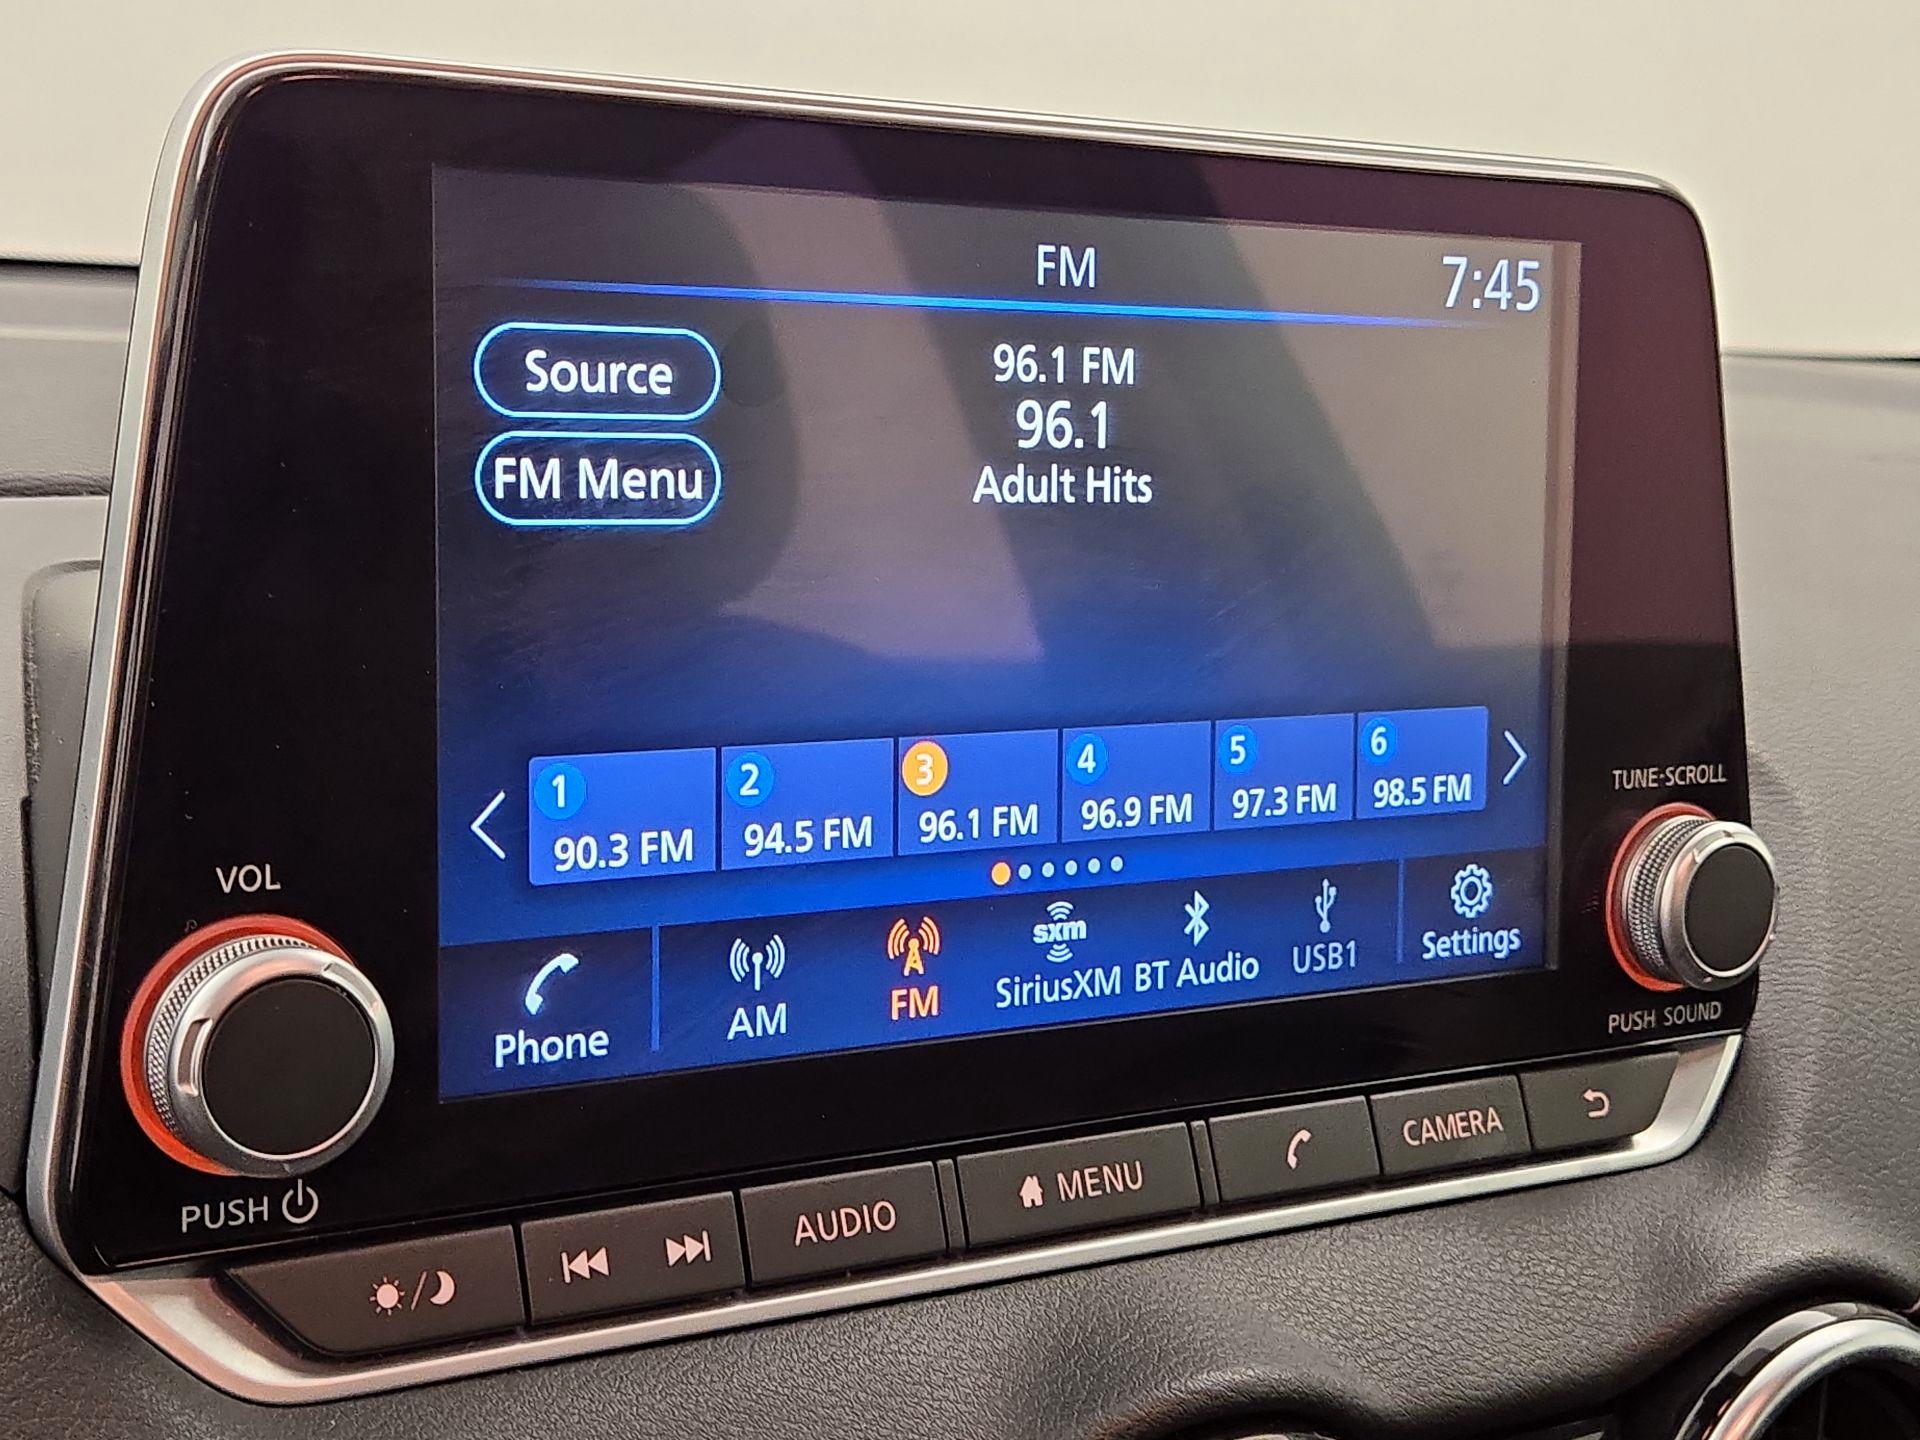 FM
7:45
Source
96.1 FM
96.1
FM Menu
Adult Hits
1
2
3
4
5
6
90.3 FM
94.5 FM
96.1 FM
96.9 FM
97.3 FM
98.5 FM
Phone
AM
FM
sxm
SiriusXM
BT Audio
USB1
Settings
VOL
PUSH
TUNE·SCROLL
PUSH SOUND
AUDIO
MENU
CAMERA